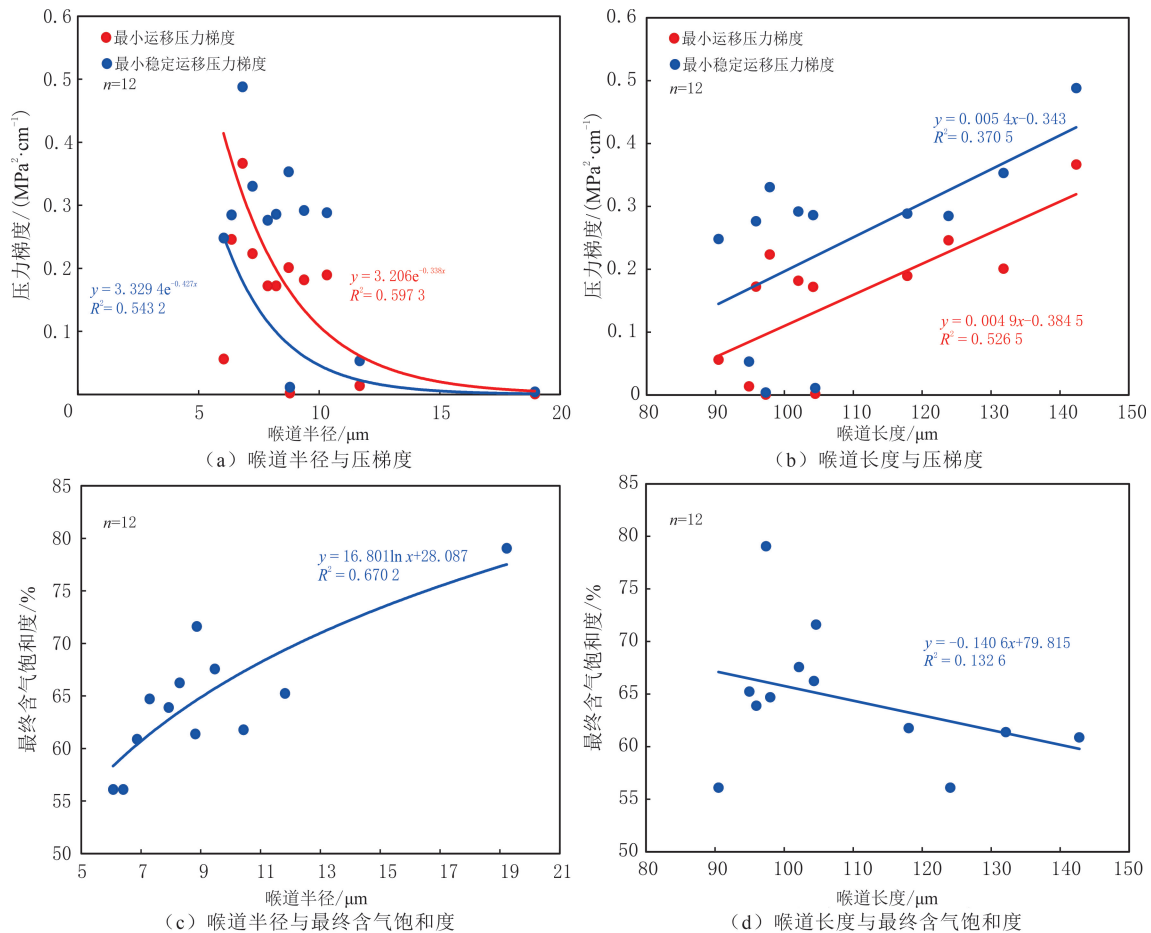 0.6
0.5
0.4
0.3
0.2
0.1
0
5
10
15
20
压力梯度/(MPa²·cm⁻¹)
最小运移压力梯度
最小稳定运移压力梯度
n=12
y = 3.329 4e^{-0.427x}
R²= 0.543 2
y = 3.206e^{-0.338x}
R²= 0.597 3
喉道半径/μm
(a) 喉道半径与压梯度
0.6
0.5
0.4
0.3
0.2
0.1
0
80
90
100
110
120
130
140
150
压力梯度/(MPa²·cm⁻¹)
最小运移压力梯度
最小稳定运移压力梯度
n=12
y = 0.005 4x-0.343
R²= 0.370 5
y = 0.004 9x-0.384 5
R²= 0.526 5
喉道长度/μm
(b) 喉道长度与压梯度
85
80
75
70
65
60
55
50
5
7
9
11
13
15
17
19
21
最终含气饱和度/%
n=12
y = 16.801ln x+28.087
R²= 0.670 2
喉道半径/μm
(c) 喉道半径与最终含气饱和度
85
80
75
70
65
60
55
50
80
90
100
110
120
130
140
150
最终含气饱和度/%
n=12
y = -0.140 6x+79.815
R²= 0.132 6
喉道长度/μm
(d) 喉道长度与最终含气饱和度